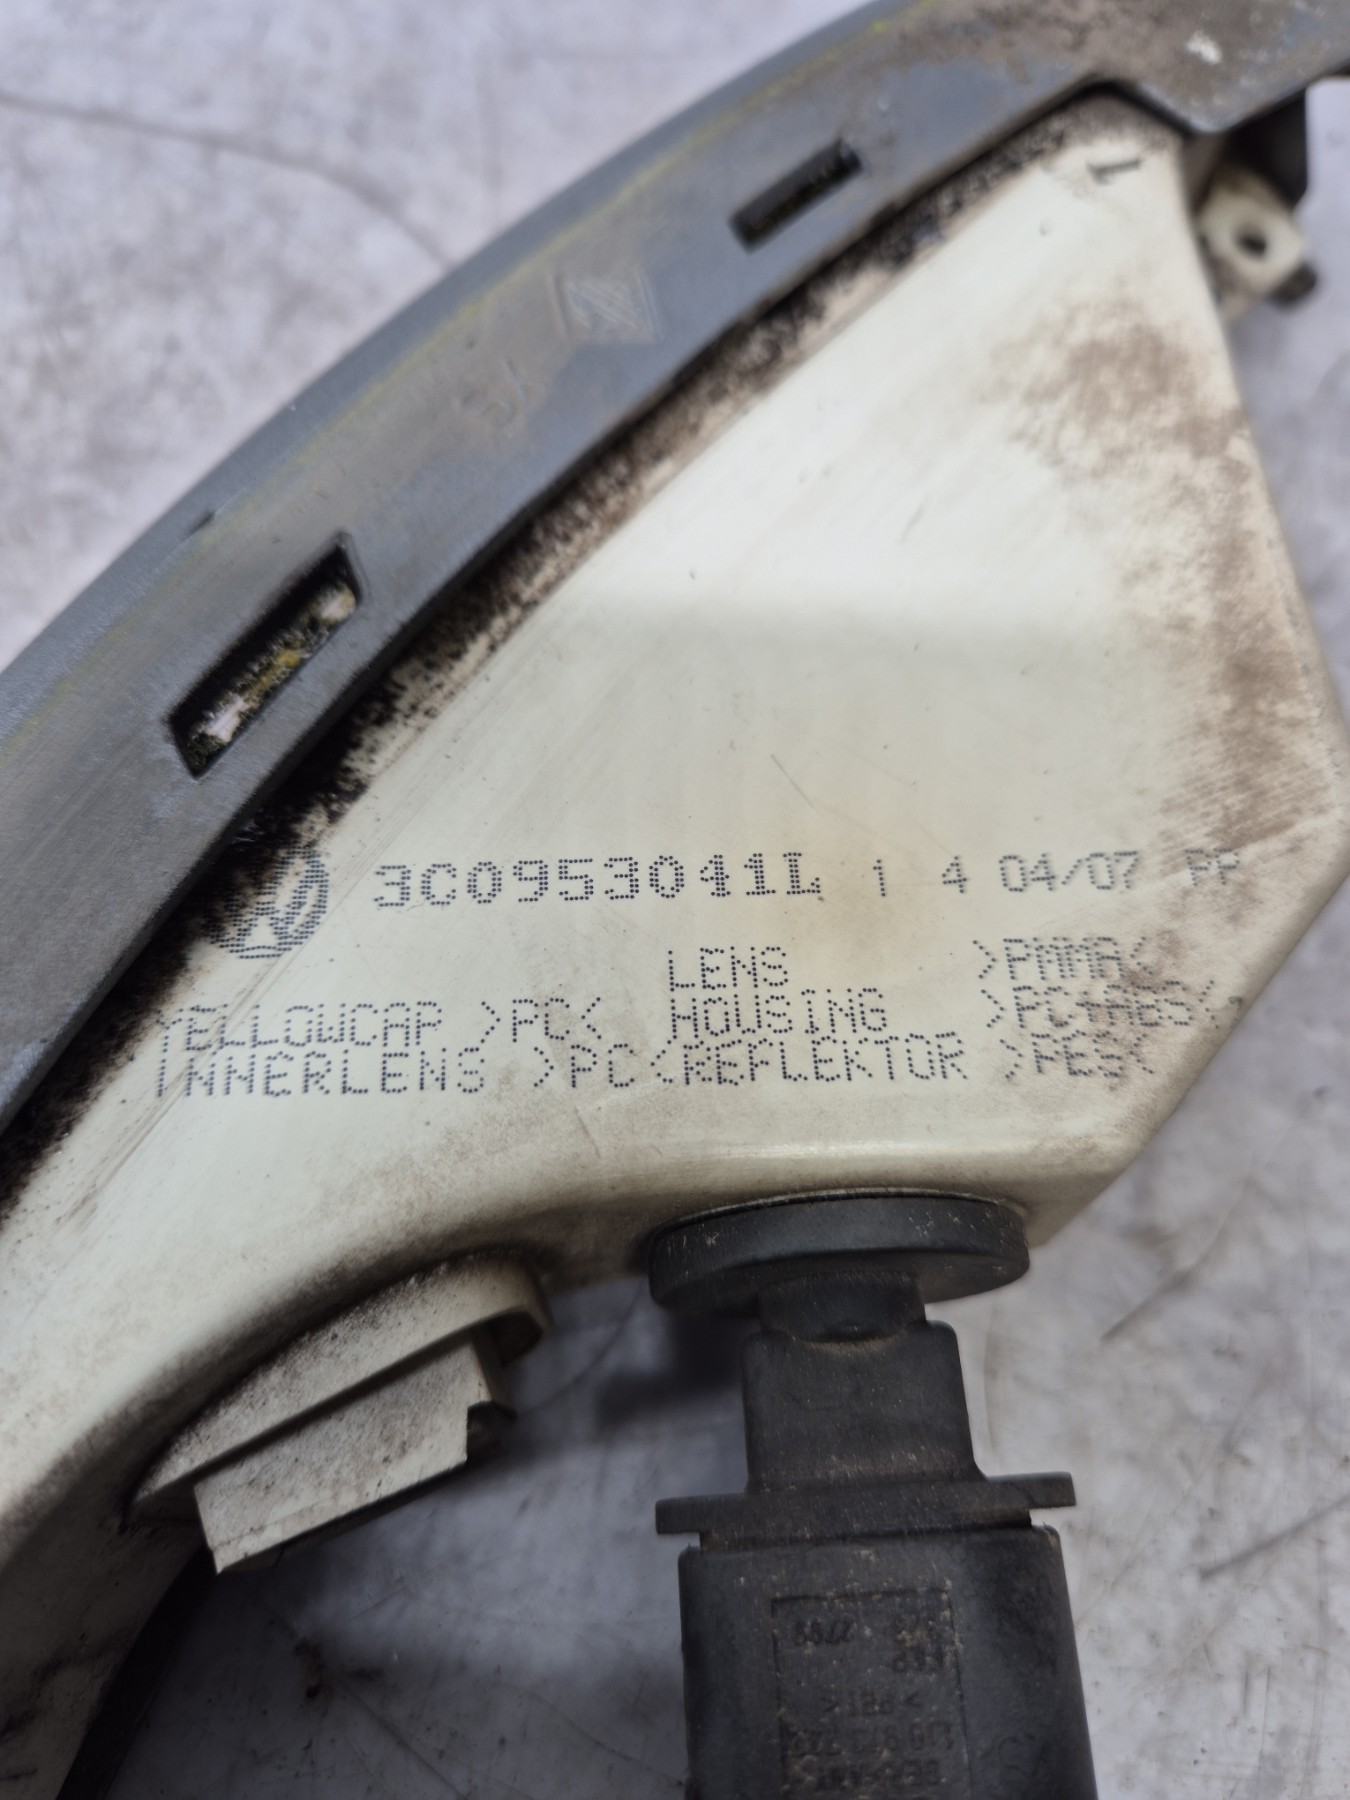 3C0953041L 1 4 04/07 PP
LENS >PMMA<
YELLOWCAP >PC< HOUSING >PC+ABS<
INNERLENS >PC< REFLEKTOR >PES<